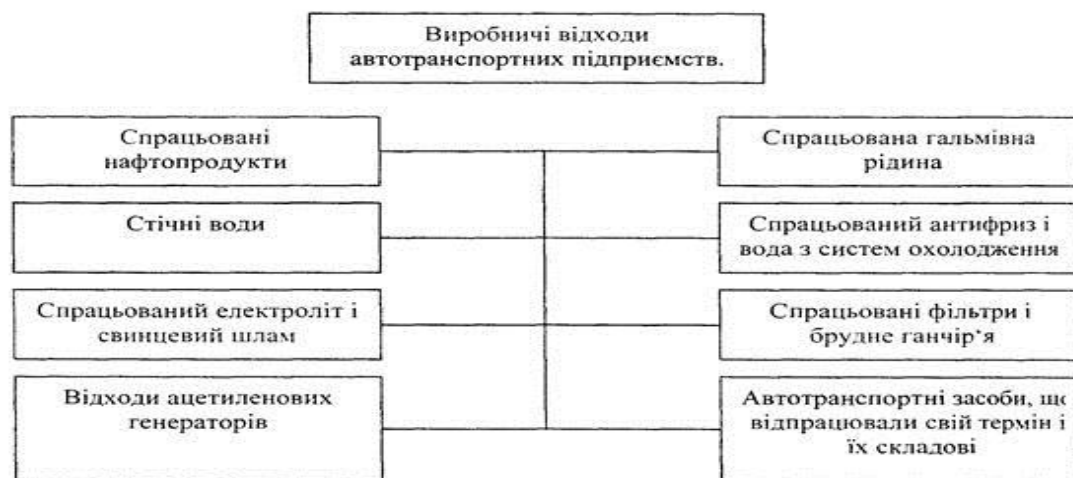 Виробничі відходи
автотранспортних підприємств.
Спрацьовані
нафтопродукти
Спрацьована гальмівна
рідина
Стічні води
Спрацьований антифриз і
вода з систем охолодження
Спрацьований електроліт і
свинцевий шлам
Спрацьовані фільтри і
брудне ганчір‘я
Відходи ацетиленових
генераторів
Автотранспортні засоби, що
відпрацювали свій термін і
їх складові